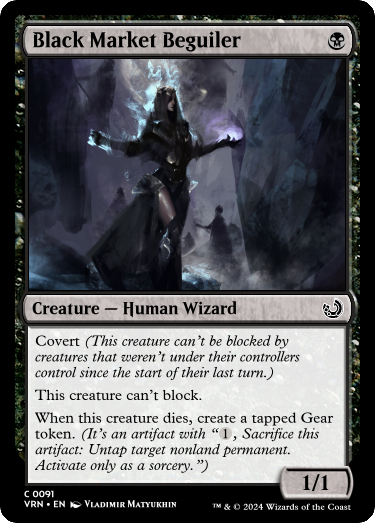 Black Market Beguiler
Creature — Human Wizard
Covert (This creature can't be blocked by
creatures that weren't under their controllers
control since the start of their last turn.)
This creature can't block.
When this creature dies, create a tapped Gear
token. (It's an artifact with “1, Sacrifice this
artifact: Untap target nonland permanent.
Activate only as a sorcery.”)
1/1
C 0091
VRN • EN Vladimir Matyukhin
™ & © 2024 Wizards of the Coast